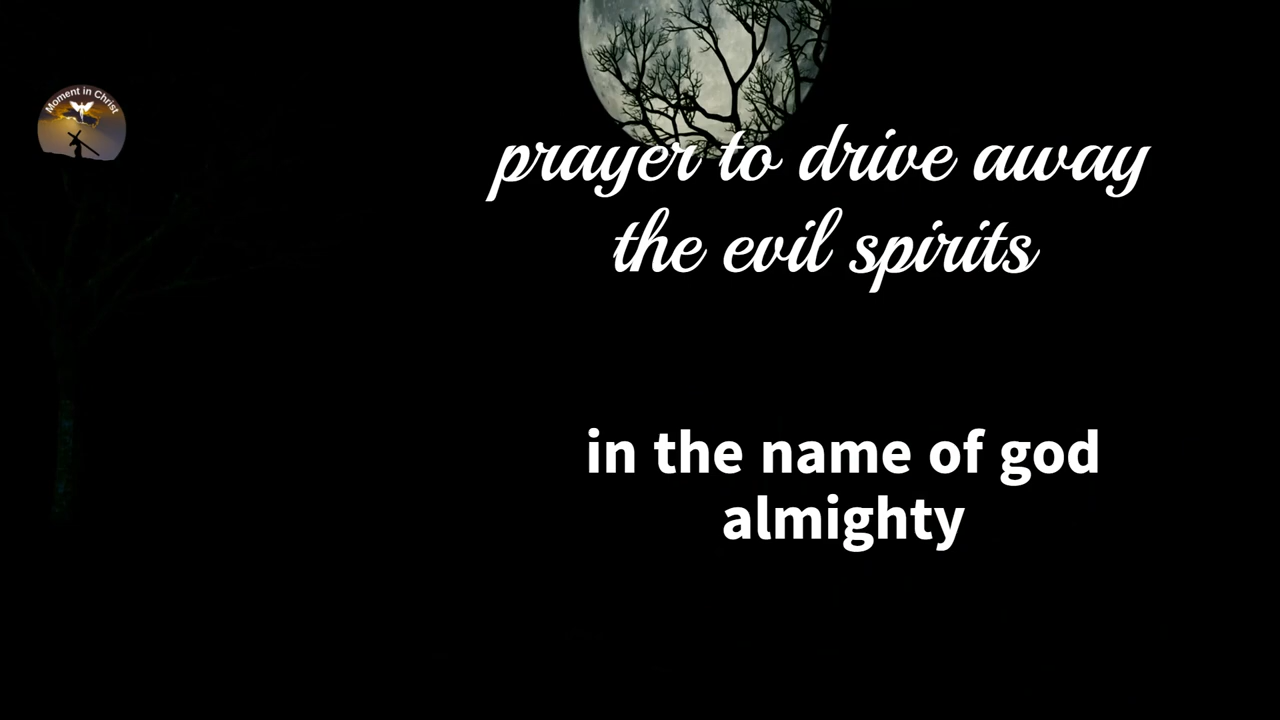 Moment in Christ
prayer to drive away
the evil spirits
in the name of god
almighty